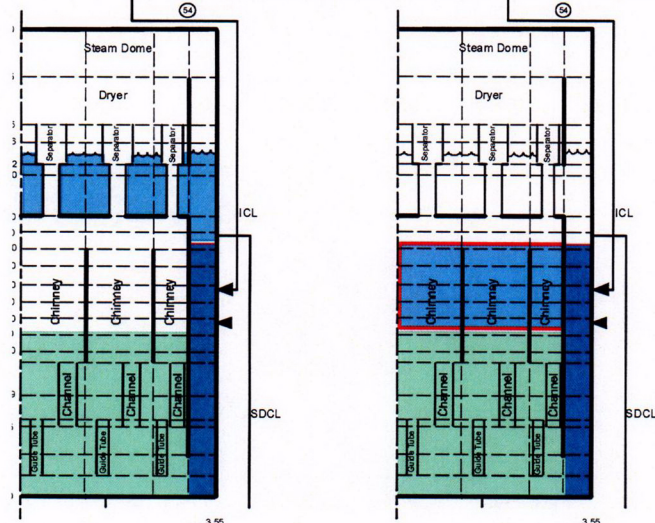 54
Steam Dome
Dryer
Separator
Separator
Separator
ICL
Chimney
Chimney
Chimney
Channel
Channel
Channel
SDCL
Guide Tube
Guide Tube
Guide Tube
3.55
54
Steam Dome
Dryer
Separator
Separator
Separator
ICL
Chimney
Chimney
Chimney
Channel
Channel
Channel
SDCL
Guide Tube
Guide Tube
Guide Tube
3.55